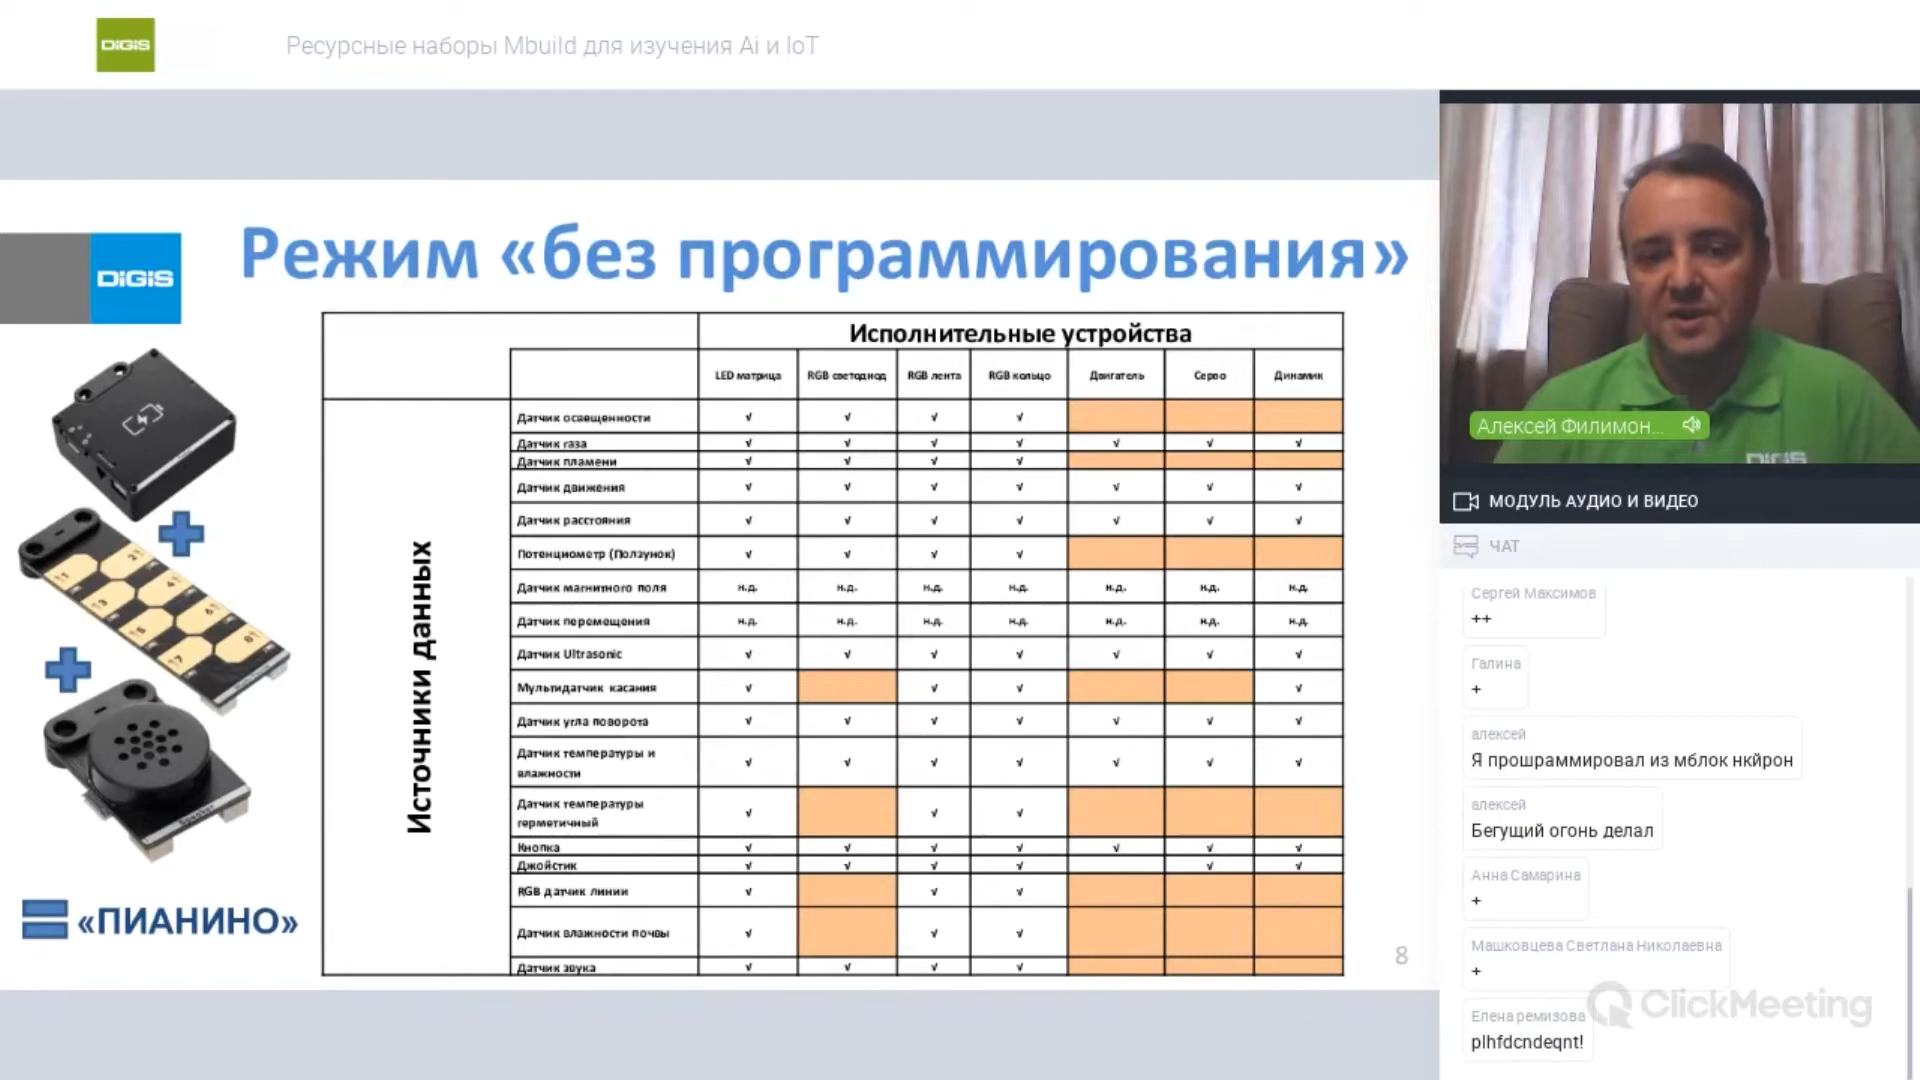 DiGiS
Ресурсные наборы Mbuild для изучения Ai и IoT
Режим «без программирования»
DiGiS
Исполнительные устройства
LED матрица RGB светодиод RGB лента RGB кольцо Двигатель Серво Динамик
Источники данных
Датчик освещенности √ √ √ √
Датчик газа √ √ √ √ √ √ √
Датчик пламени √ √ √ √
Датчик движения √ √ √ √ √ √ √
Датчик расстояния √ √ √ √ √ √ √
Потенциометр (Ползунок) √ √ √ √
Датчик магнитного поля н.д. н.д. н.д. н.д. н.д. н.д. н.д.
Датчик перемещения н.д. н.д. н.д. н.д. н.д. н.д. н.д.
Датчик Ultrasonic √ √ √ √ √ √ √
Мультидатчик касания √ √ √ √
Датчик угла поворота √ √ √ √ √ √ √
Датчик температуры и
влажности √ √ √ √ √ √ √
Датчик температуры
герметичный √ √ √
Кнопка √ √ √ √ √ √ √
Джойстик √ √ √ √ √ √
RGB датчик линии √ √ √
Датчик влажности почвы √ √ √
Датчик звука √ √ √ √
«ПИАНИНО»
8
Алексей Филимон...
DiGiS
МОДУЛЬ АУДИО И ВИДЕО
ЧАТ
Сергей Максимов
++
Галина
+
алексей
Я прошраммировал из мблок нкйрон
алексей
Бегущий огонь делал
Анна Самарина
+
Машковцева Светлана Николаевна
+
Елена ремизова
plhfdcndeqnt!
ClickMeeting